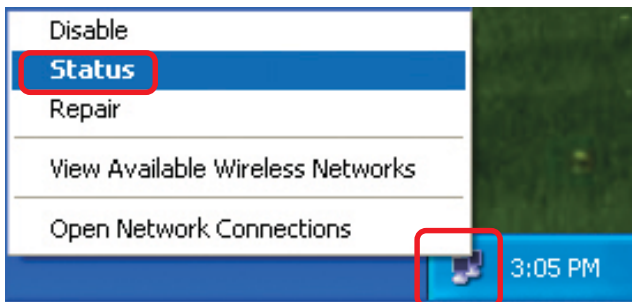 Disable
Status
Repair
View Available Wireless Networks
Open Network Connections
3:05 PM